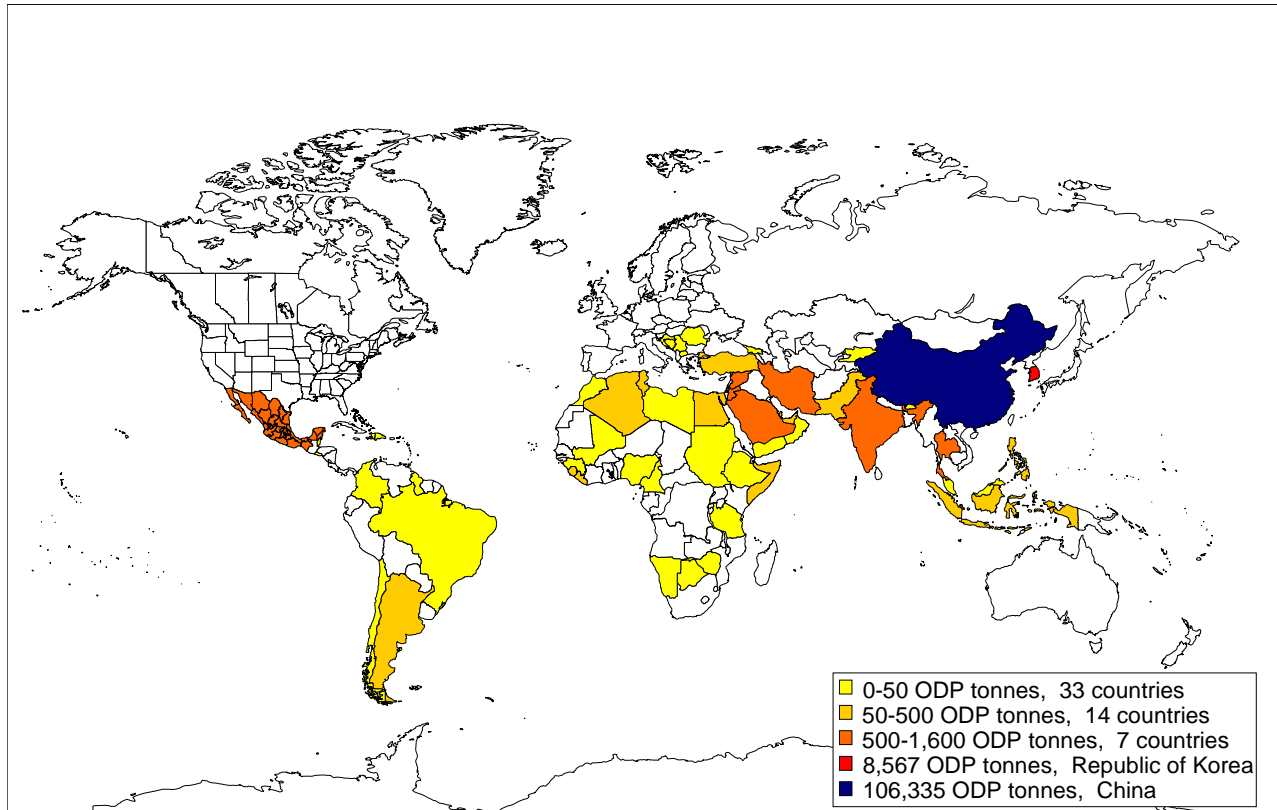 0-50 ODP tonnes, 33 countries
50-500 ODP tonnes, 14 countries
500-1,600 ODP tonnes, 7 countries
8,567 ODP tonnes, Republic of Korea
106,335 ODP tonnes, China